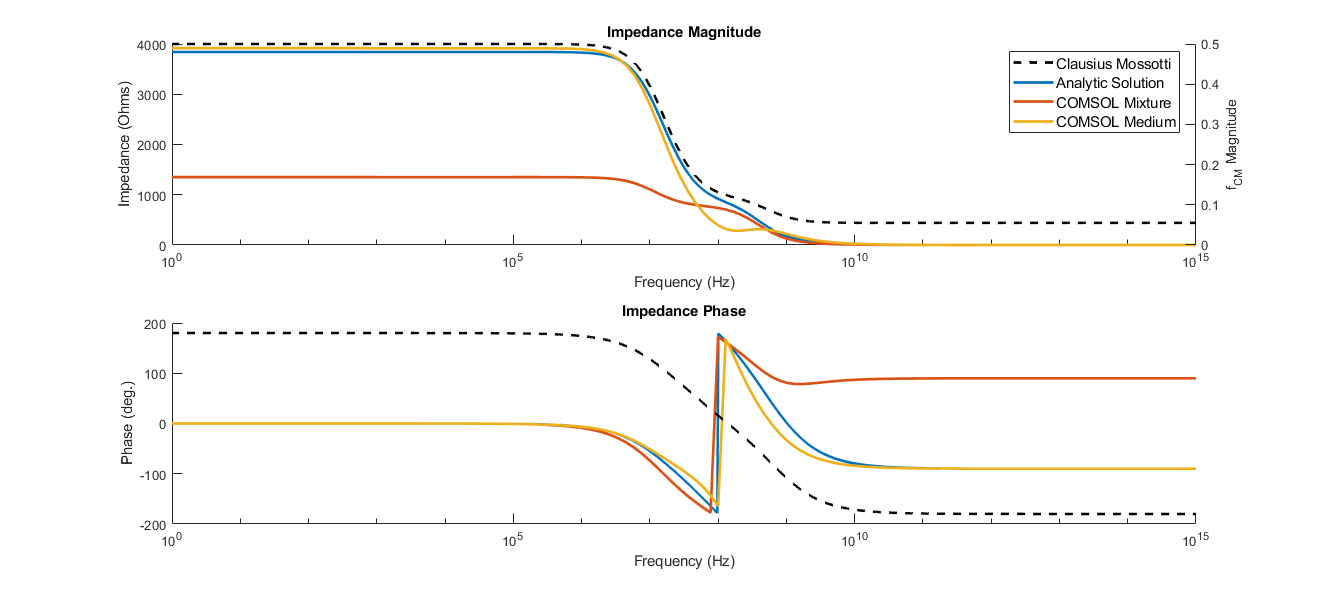 Impedance Magnitude
4000
3000
2000
1000
0
Impedance (Ohms)
0.5
0.4
0.3
0.2
0.1
0
f_CM Magnitude
Clausius Mossotti
Analytic Solution
COMSOL Mixture
COMSOL Medium
10^0
10^5
10^10
10^15
Frequency (Hz)
Impedance Phase
200
100
0
-100
-200
Phase (deg.)
10^0
10^5
10^10
10^15
Frequency (Hz)